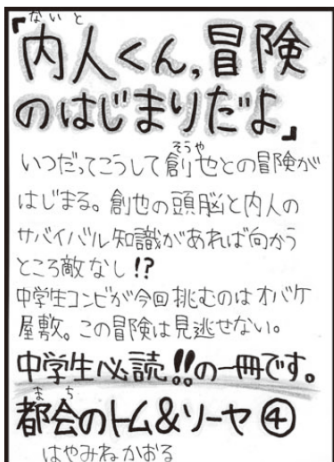 『内人くん,冒険
のはじまりだよ』
いつだってこうして創也との冒険が
はじまる。創也の頭脳と内人の
サバイバル知識があれば向かう
ところ敵なし!?
中学生コンビが今回挑むのはオバケ
屋敷。この冒険は見逃せない。
中学生必読!!の一冊です。
都会のトム&ソーヤ④
はやみねかおる